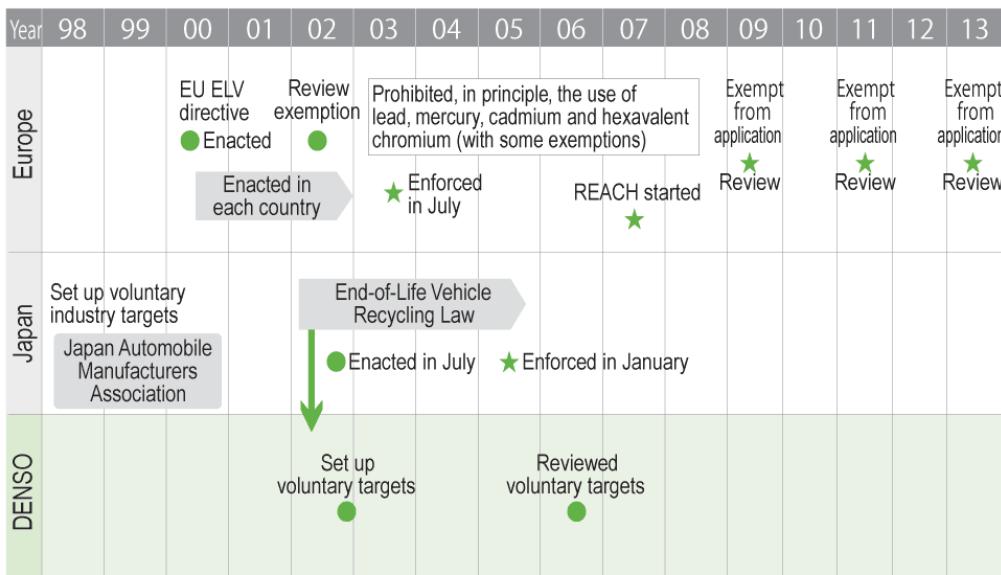 Year 98 99 00 01 02 03 04 05 06 07 08 09 10 11 12 13
Europe
EU ELV
directive
Enacted
Review
exemption
Prohibited, in principle, the use of
lead, mercury, cadmium and hexavalent
chromium (with some exemptions)
Exempt
from
application
Review
Exempt
from
application
Review
Exempt
from
application
Review
Enacted in
each country
Enforced
in July
REACH started
Japan
Set up voluntary
industry targets
Japan Automobile
Manufacturers
Association
End-of-Life Vehicle
Recycling Law
Enacted in July
Enforced in January
DENSO
Set up
voluntary targets
Reviewed
voluntary targets